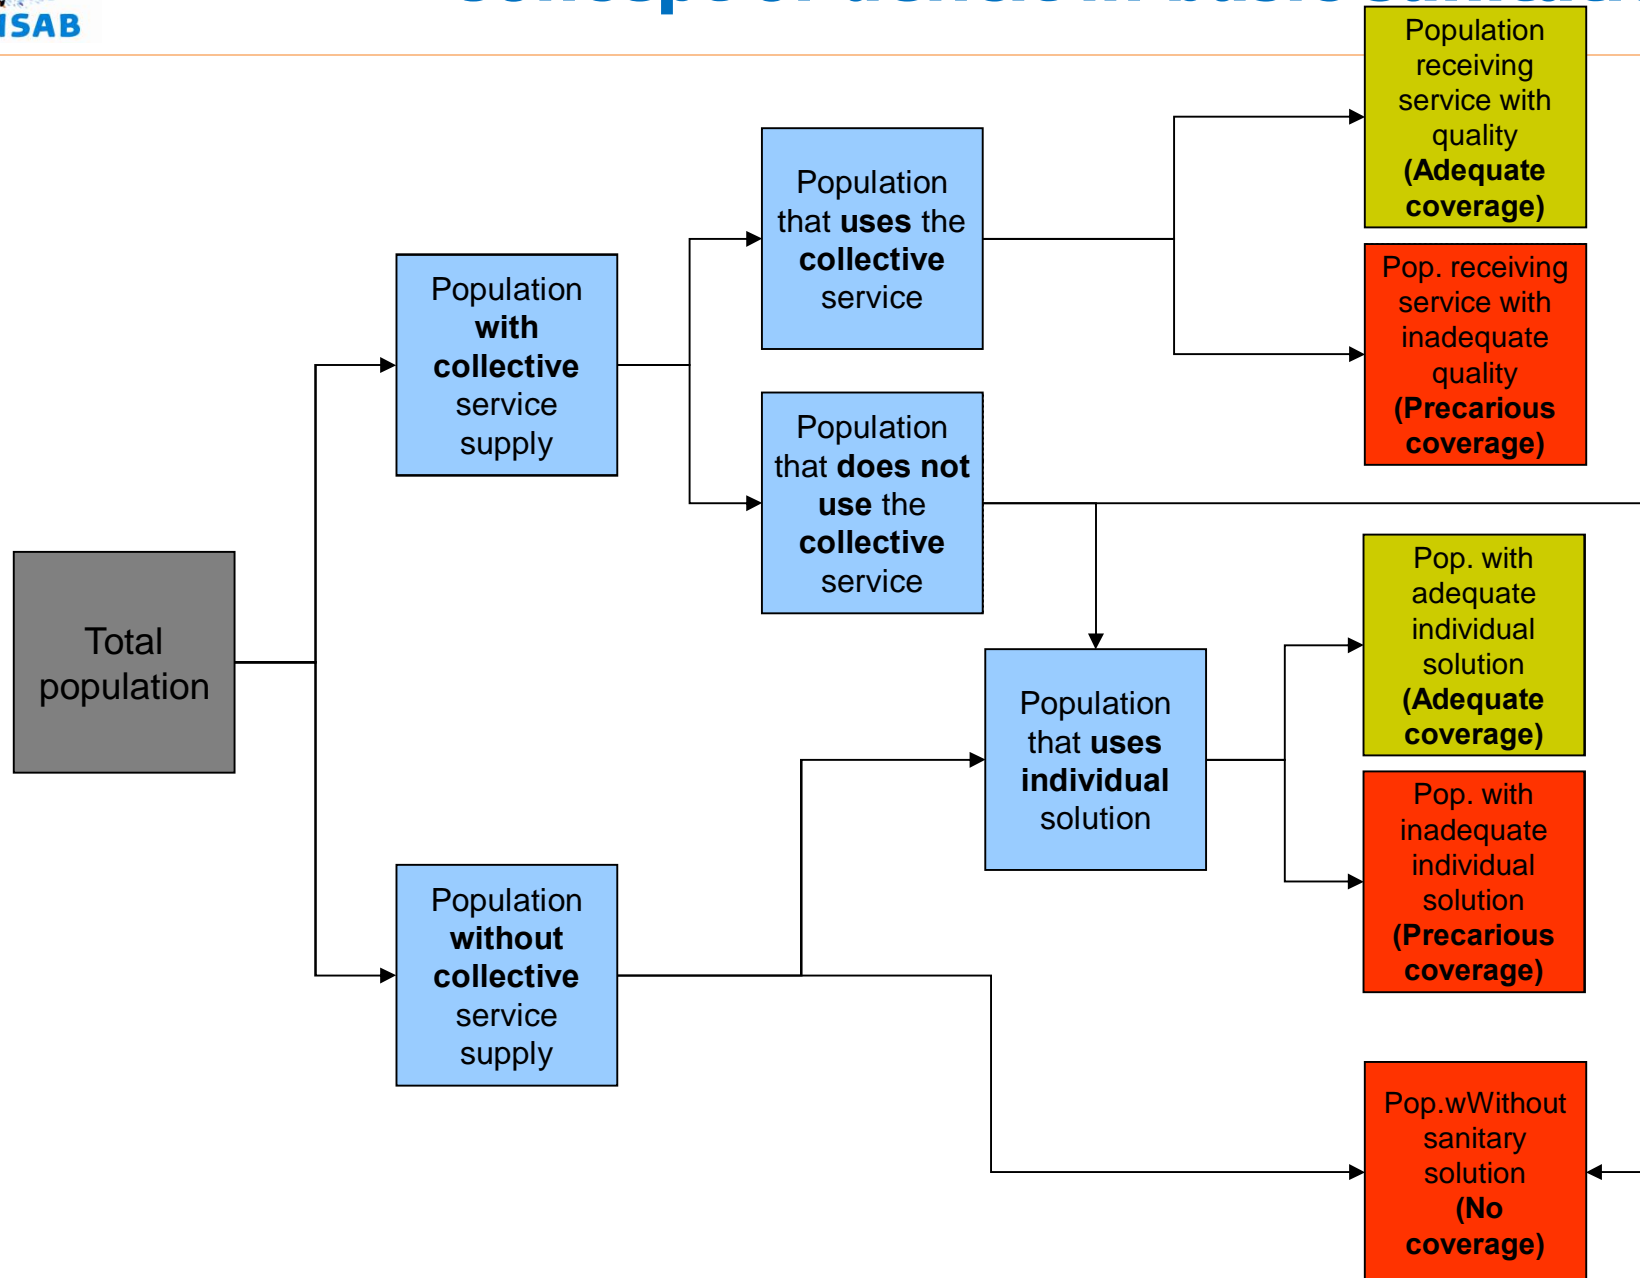 SAB
Population
receiving
service with
quality
(Adequate
coverage)
Population
that uses the
collective
service
Pop. receiving
service with
inadequate
quality
(Precarious
coverage)
Population
with
collective
service
supply
Population
that does not
use the
collective
service
Pop. with
adequate
individual
solution
(Adequate
coverage)
Total
population
Population
that uses
individual
solution
Pop. with
inadequate
individual
solution
(Precarious
coverage)
Population
without
collective
service
supply
Pop.wWithout
sanitary
solution
(No
coverage)